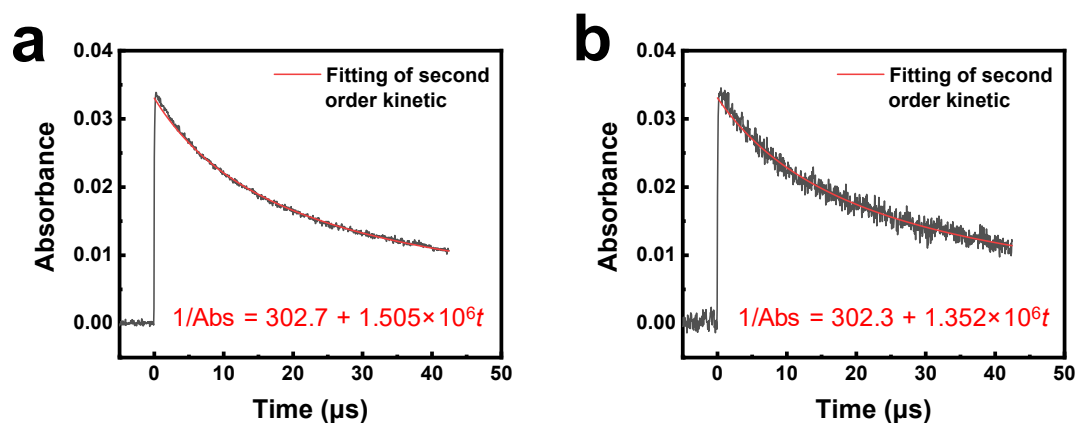 a
0.04
0.03
0.02
0.01
0.00
Absorbance
Fitting of second
order kinetic
1/Abs = 302.7 + 1.505×10⁶t
0 10 20 30 40 50
Time (μs)
b
0.04
0.03
0.02
0.01
0.00
Absorbance
Fitting of second
order kinetic
1/Abs = 302.3 + 1.352×10⁶t
0 10 20 30 40 50
Time (μs)